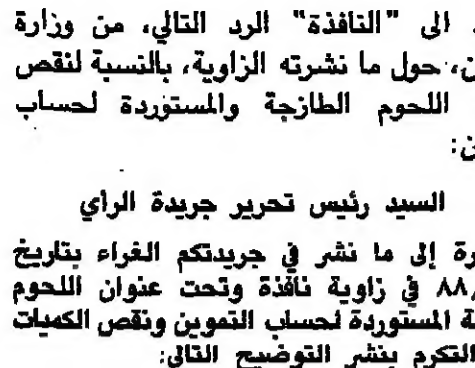 الى "النافذة" الرد التالي، من وزارة
حول ما نشرته الزاوية، بالنسبة لنقص
اللحوم الطازجة والمستوردة لحساب
السيد رئيس تحرير جريدة الراي
إلى ما نشر في جريدتكم الغراء بتاريخ
٨٨ في زاوية نافذة وتحت عنوان اللحوم
المستوردة لحساب التموين ونقص الكميات
التكرم بنشر التوضيح التالي: